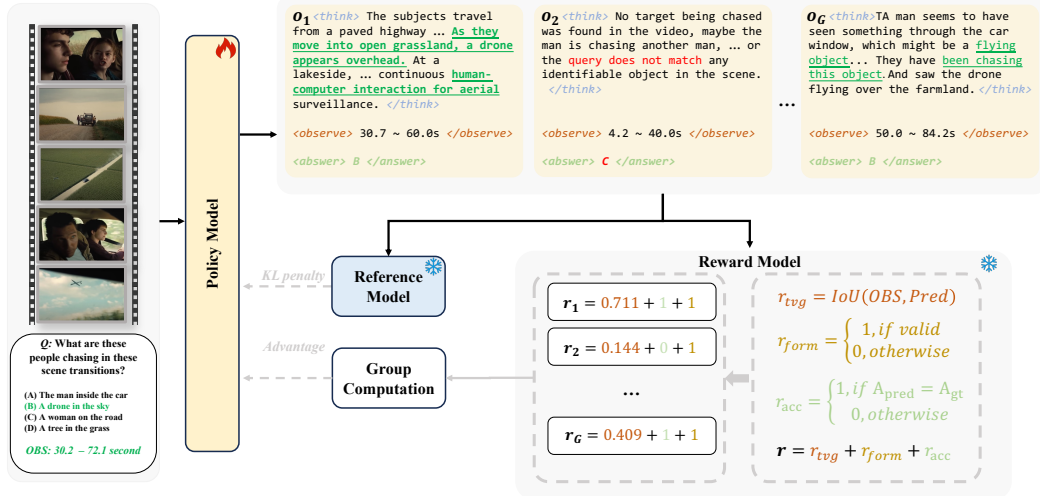 o1 <think> The subjects travel
from a paved highway ... As they
move into open grassland, a drone
appears overhead. At a
lakeside, ... continuous human-
computer interaction for aerial
surveillance. </think>
<observe> 30.7 ~ 60.0s </observe>
<abswer> B </answer>
o2 <think> No target being chased
was found in the video, maybe the
man is chasing another man, ... or
the query does not match any
identifiable object in the scene.
</think>
<observe> 4.2 ~ 40.0s </observe>
<abswer> C </answer>
...
oG <think>TA man seems to have
seen something through the car
window, which might be a flying
object... They have been chasing
this object.And saw the drone
flying over the farmland. </think>
<observe> 50.0 ~ 84.2s </observe>
<abswer> B </answer>
Policy Model
KL penalty
Reference
Model
Advantage
Group
Computation
Reward Model
r1 = 0.711 + 1 + 1
r2 = 0.144 + 0 + 1
...
rG = 0.409 + 1 + 1
rtvg = IoU(OBS, Pred)
rform = { 1, if valid
0, otherwise
racc = { 1, if Apred = Agt
0, otherwise
r = rtvg + rform + racc
Q: What are these
people chasing in these
scene transitions?
(A) The man inside the car
(B) A drone in the sky
(C) A woman on the road
(D) A tree in the grass
OBS: 30.2 – 72.1 second